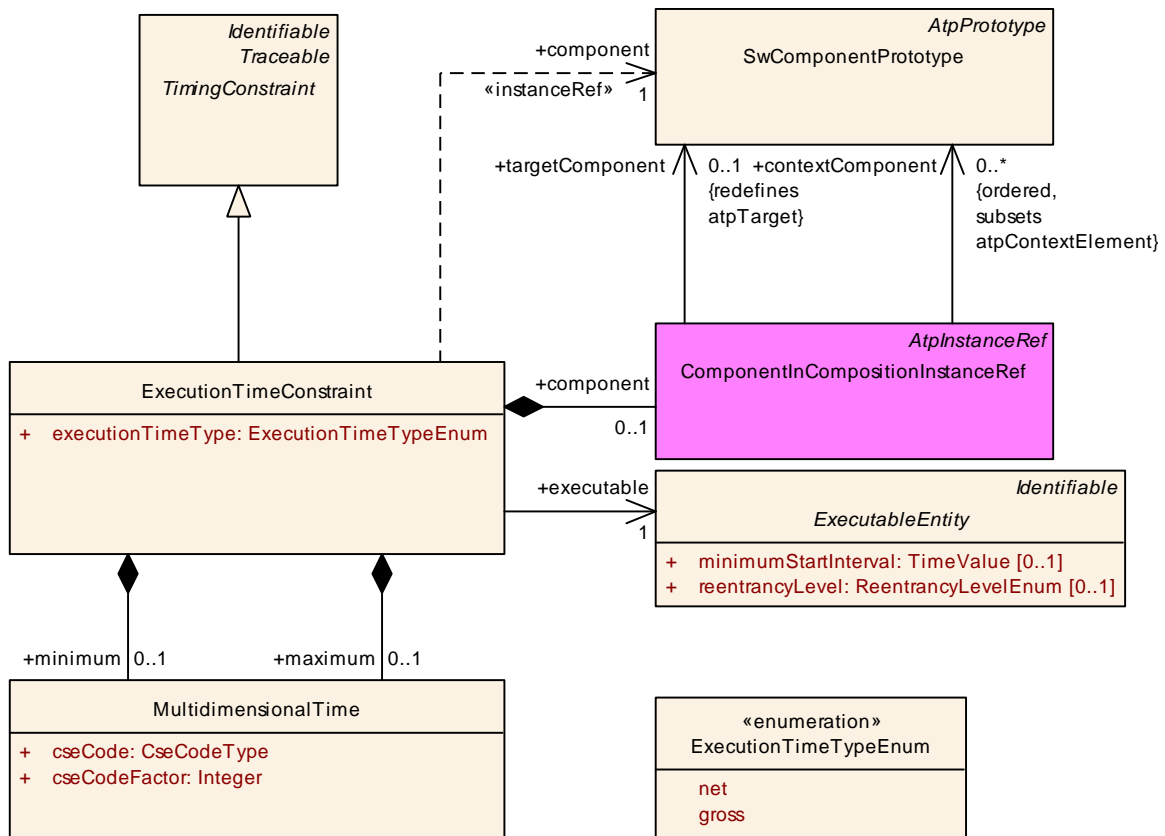 Identifiable
Traceable
TimingConstraint
AtpPrototype
SwComponentPrototype
+component
«instanceRef»
1
+targetComponent
0..1
{redefines
atpTarget}
+contextComponent
0..*
{ordered,
subsets
atpContextElement}
AtpInstanceRef
ComponentInCompositionInstanceRef
ExecutionTimeConstraint
+ executionTimeType: ExecutionTimeTypeEnum
+component
0..1
+executable
1
Identifiable
ExecutableEntity
+ minimumStartInterval: TimeValue [0..1]
+ reentrancyLevel: ReentrancyLevelEnum [0..1]
+minimum
0..1
+maximum
0..1
MultidimensionalTime
+ cseCode: CseCodeType
+ cseCodeFactor: Integer
«enumeration»
ExecutionTimeTypeEnum
net
gross